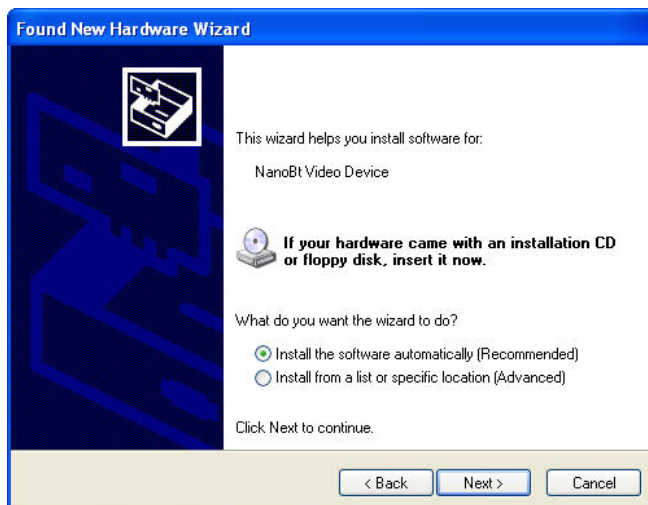 Found New Hardware Wizard
This wizard helps you install software for:
NanoBt Video Device
If your hardware came with an installation CD
or floppy disk, insert it now.
What do you want the wizard to do?
Install the software automatically (Recommended)
Install from a list or specific location (Advanced)
Click Next to continue.
< Back
Next >
Cancel